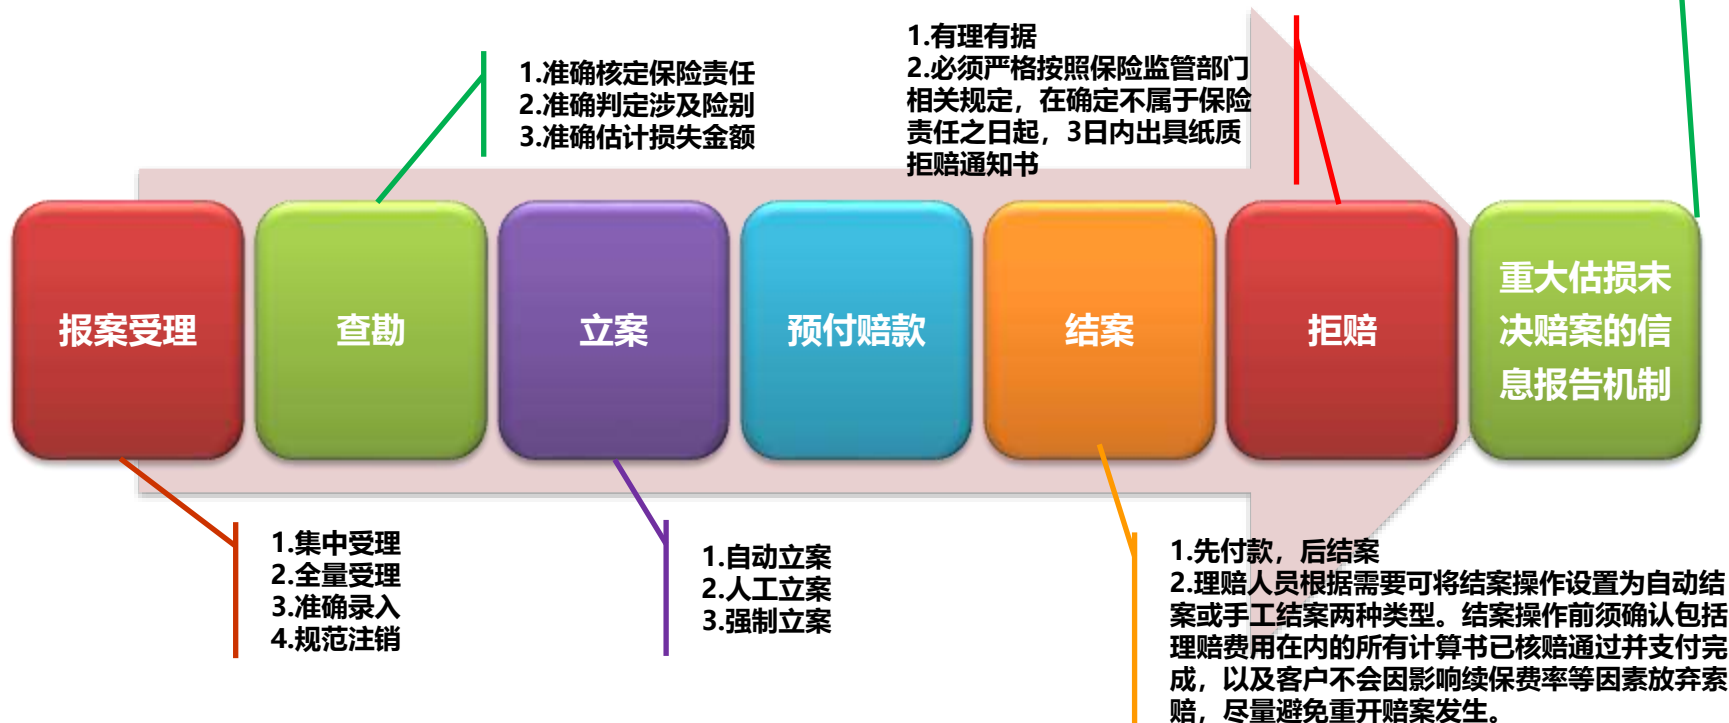 1.准确核定保险责任
2.准确判定涉及险别
3.准确估计损失金额
1.有理有据
2.必须严格按照保险监管部门
相关规定，在确定不属于保险
责任之日起，3日内出具纸质
拒赔通知书
报案受理
查勘
立案
预付赔款
结案
拒赔
重大估损未
决赔案的信
息报告机制
1.集中受理
2.全量受理
3.准确录入
4.规范注销
1.自动立案
2.人工立案
3.强制立案
1.先付款，后结案
2.理赔人员根据需要可将结案操作设置为自动结
案或手工结案两种类型。结案操作前须确认包括
理赔费用在内的所有计算书已核赔通过并支付完
成，以及客户不会因影响续保费率等因素放弃索
赔，尽量避免重开赔案发生。